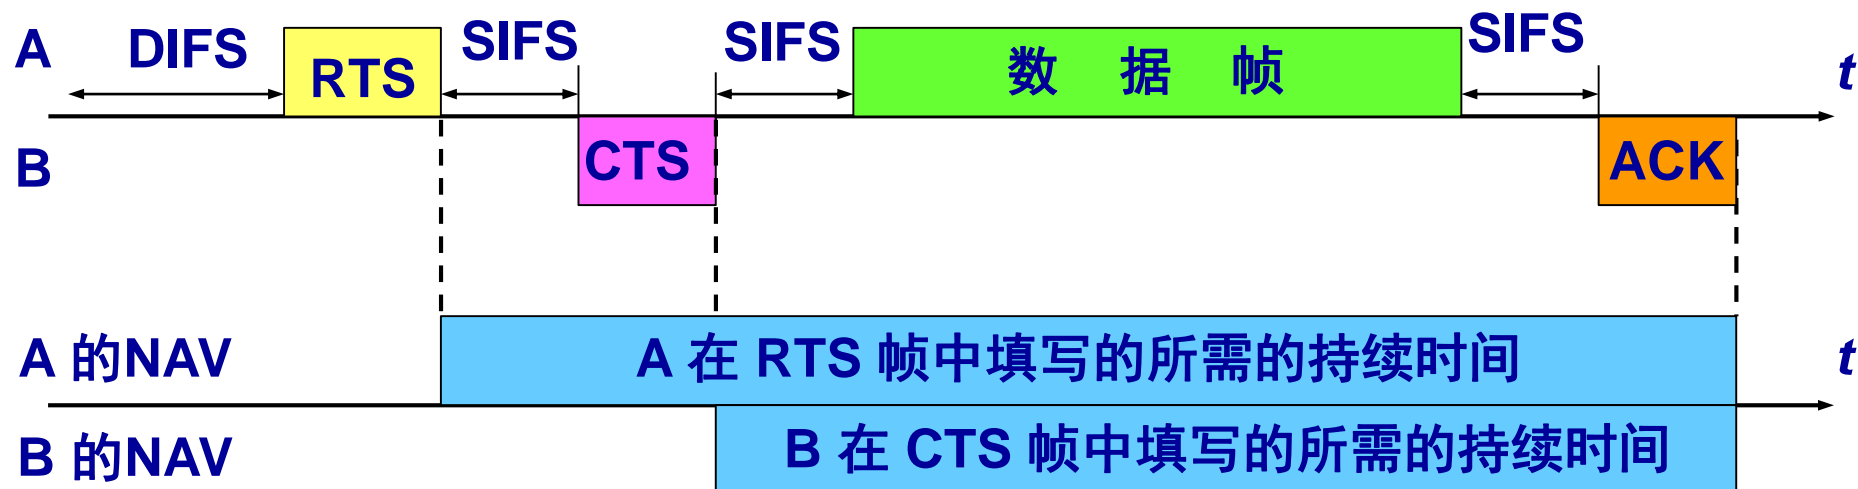 A DIFS RTS SIFS SIFS 数 据 帧 SIFS t
B CTS ACK
A 的NAV A 在 RTS 帧中填写的所需的持续时间 t
B 的NAV B 在 CTS 帧中填写的所需的持续时间